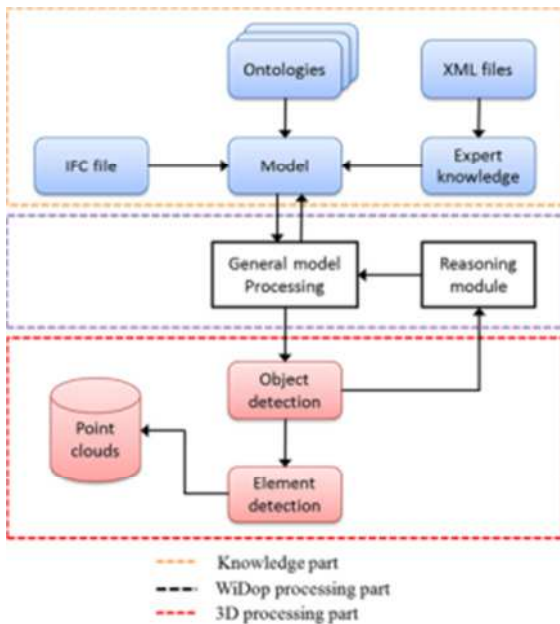 Ontologies
XML files
IFC file
Model
Expert
knowledge
General model
Processing
Reasoning
module
Object
detection
Point
clouds
Element
detection
Knowledge part
WiDop processing part
3D processing part